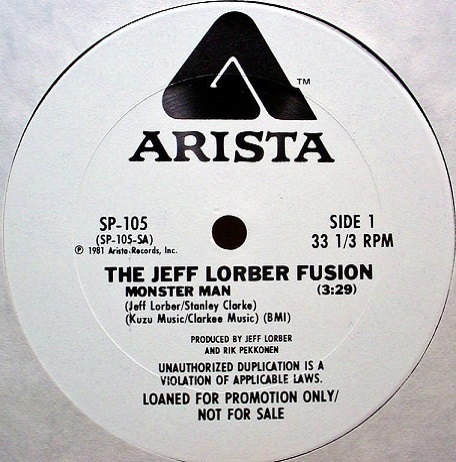 TM
ARISTA
SP-105
(SP-105-SA)
℗ 1981 Arista Records, Inc.
SIDE 1
33 1/3 RPM
THE JEFF LORBER FUSION
MONSTER MAN (3:29)
(Jeff Lorber/Stanley Clarke)
(Kuzu Music/Clarkee Music) (BMI)
PRODUCED BY JEFF LORBER
AND RIK PEKKONEN
UNAUTHORIZED DUPLICATION IS A
VIOLATION OF APPLICABLE LAWS.
LOANED FOR PROMOTION ONLY/
NOT FOR SALE